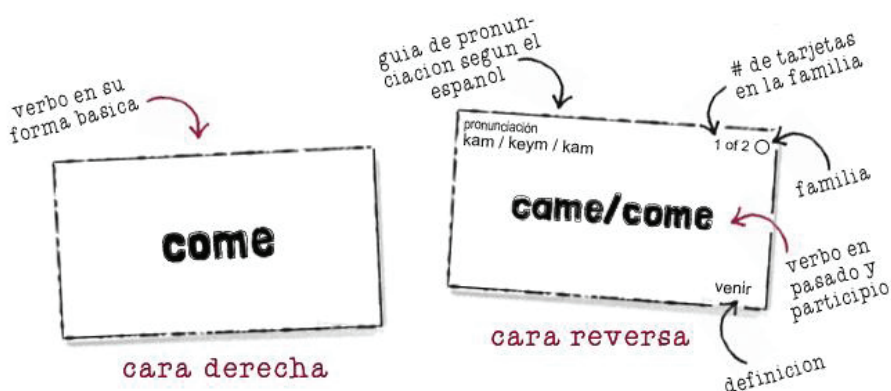 verbo en su
forma basica
come
cara derecha
guia de pronun-
ciacion segun el
espanol
# de tarjetas
en la familia
pronunciación
kam / keym / kam
1 of 2
familia
came/come
verbo en
pasado y
participio
venir
cara reversa
definicion